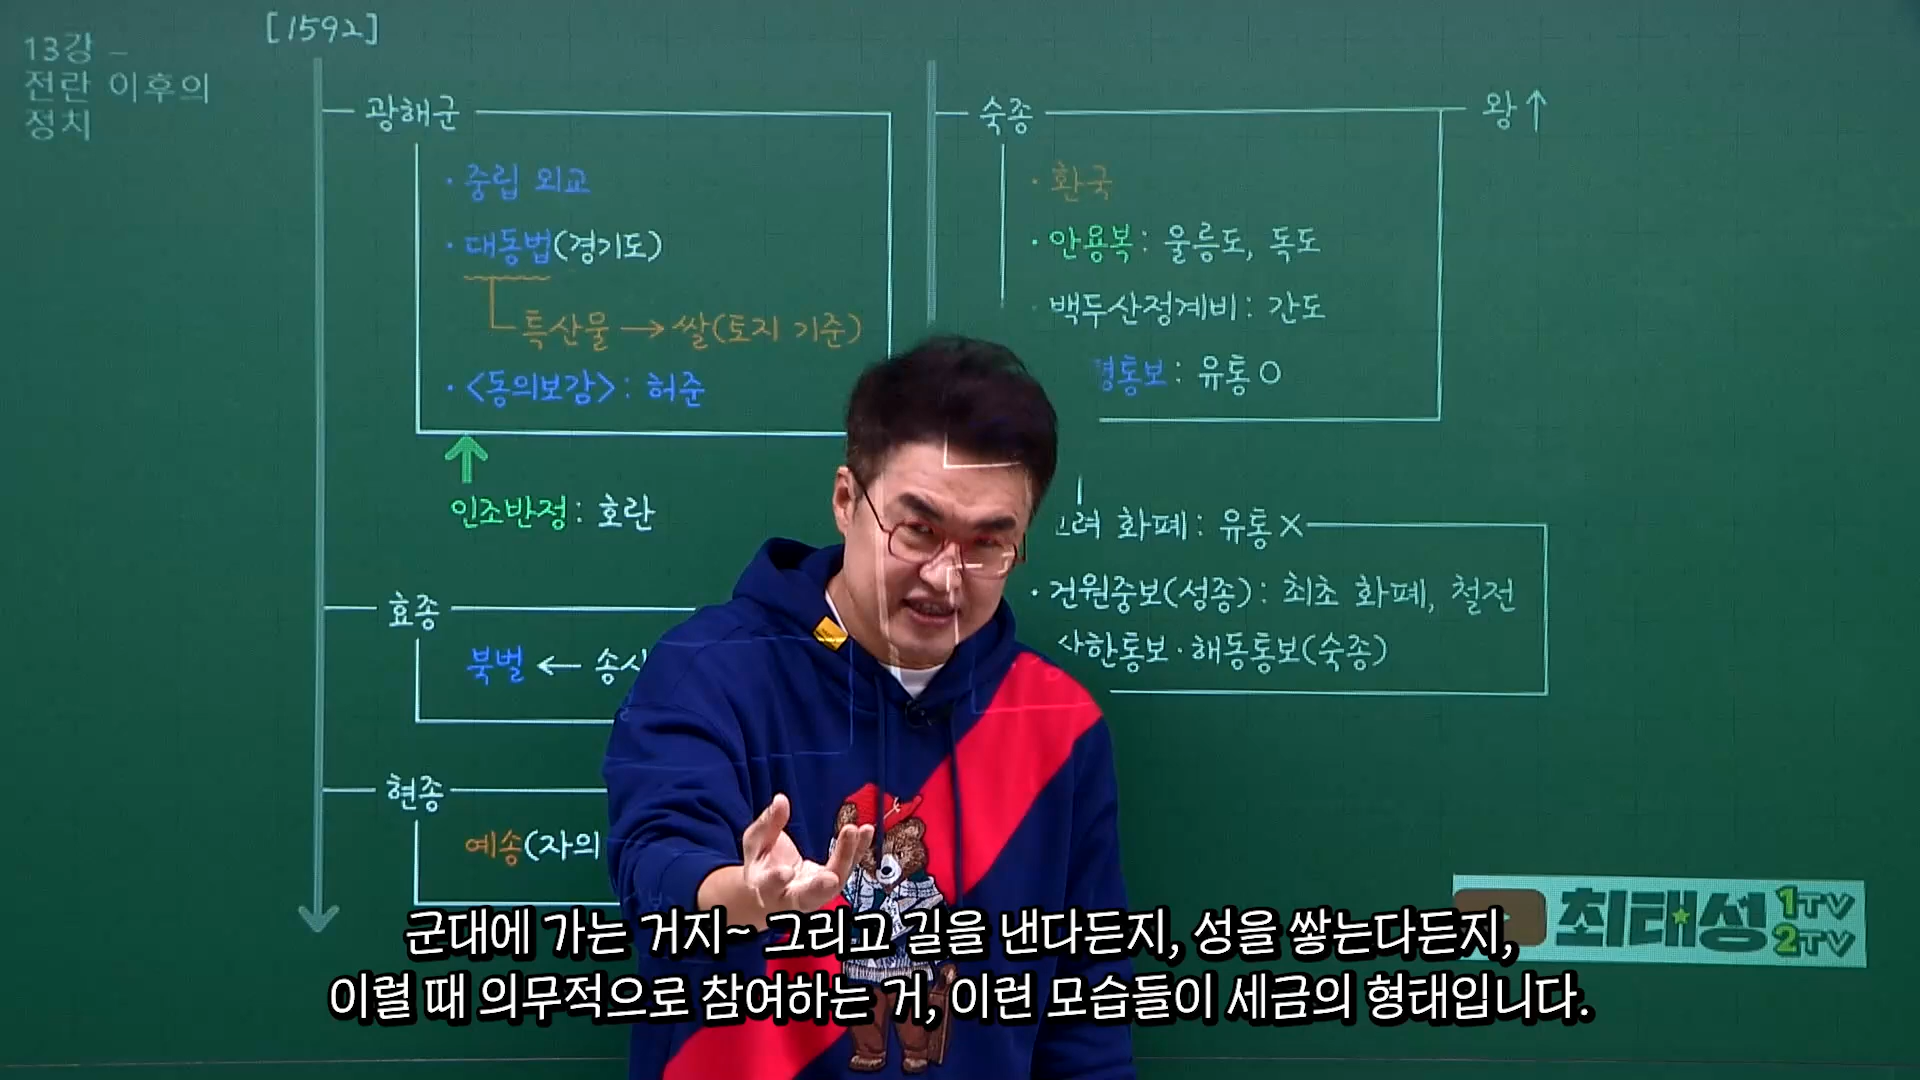 13강 –
전란 이후의
정치
[1592]
광해군
· 중립 외교
· 대동법(경기도)
특산물 → 쌀(토지 기준)
· <동의보감> : 허준
인조반정 : 호란
효종
북벌 ← 송시
현종
예송(자의
숙종
왕↑
· 환국
· 안용복 : 울릉도, 독도
백두산정계비 : 간도
통보 : 유통 O
화폐 : 유통 X
· 건원중보(성종) : 최초 화폐, 철전
삼한통보 · 해동통보(숙종)
최태성 1TV
2TV
군대에 가는 거지~ 그리고 길을 낸다든지, 성을 쌓는다든지,
이럴 때 의무적으로 참여하는 거, 이런 모습들이 세금의 형태입니다.